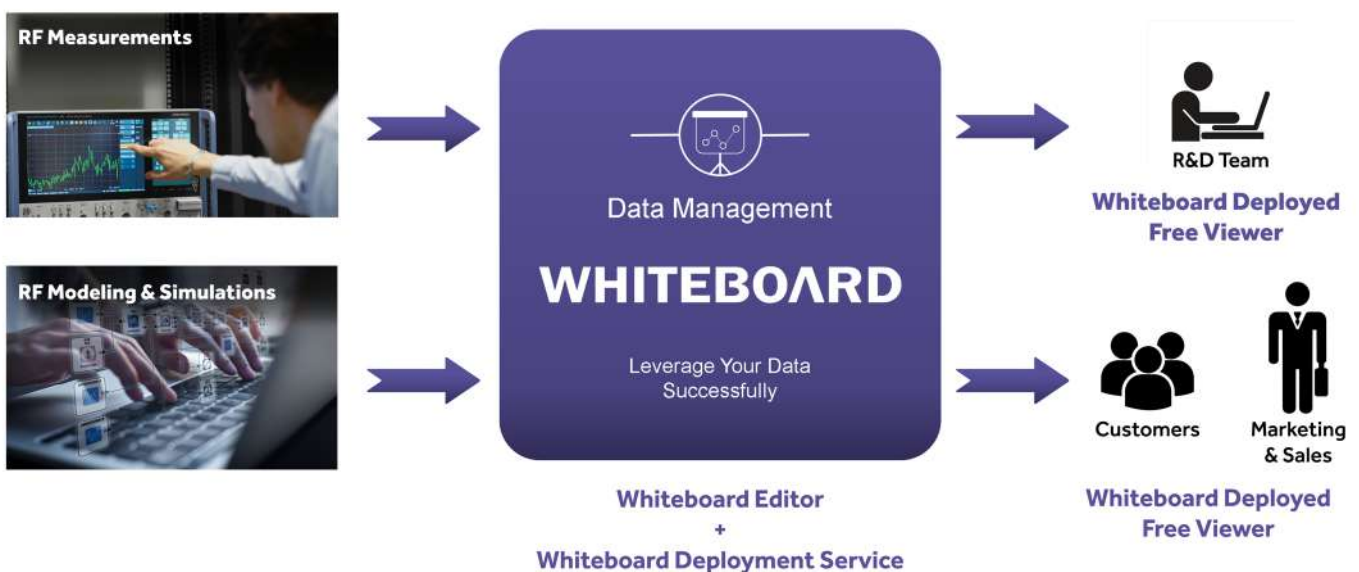 RF Measurements
RF Modeling & Simulations
Data Management
WHITEBOARD
Leverage Your Data
Successfully
Whiteboard Editor
+
Whiteboard Deployment Service
R&D Team
Whiteboard Deployed
Free Viewer
Customers
Marketing
& Sales
Whiteboard Deployed
Free Viewer